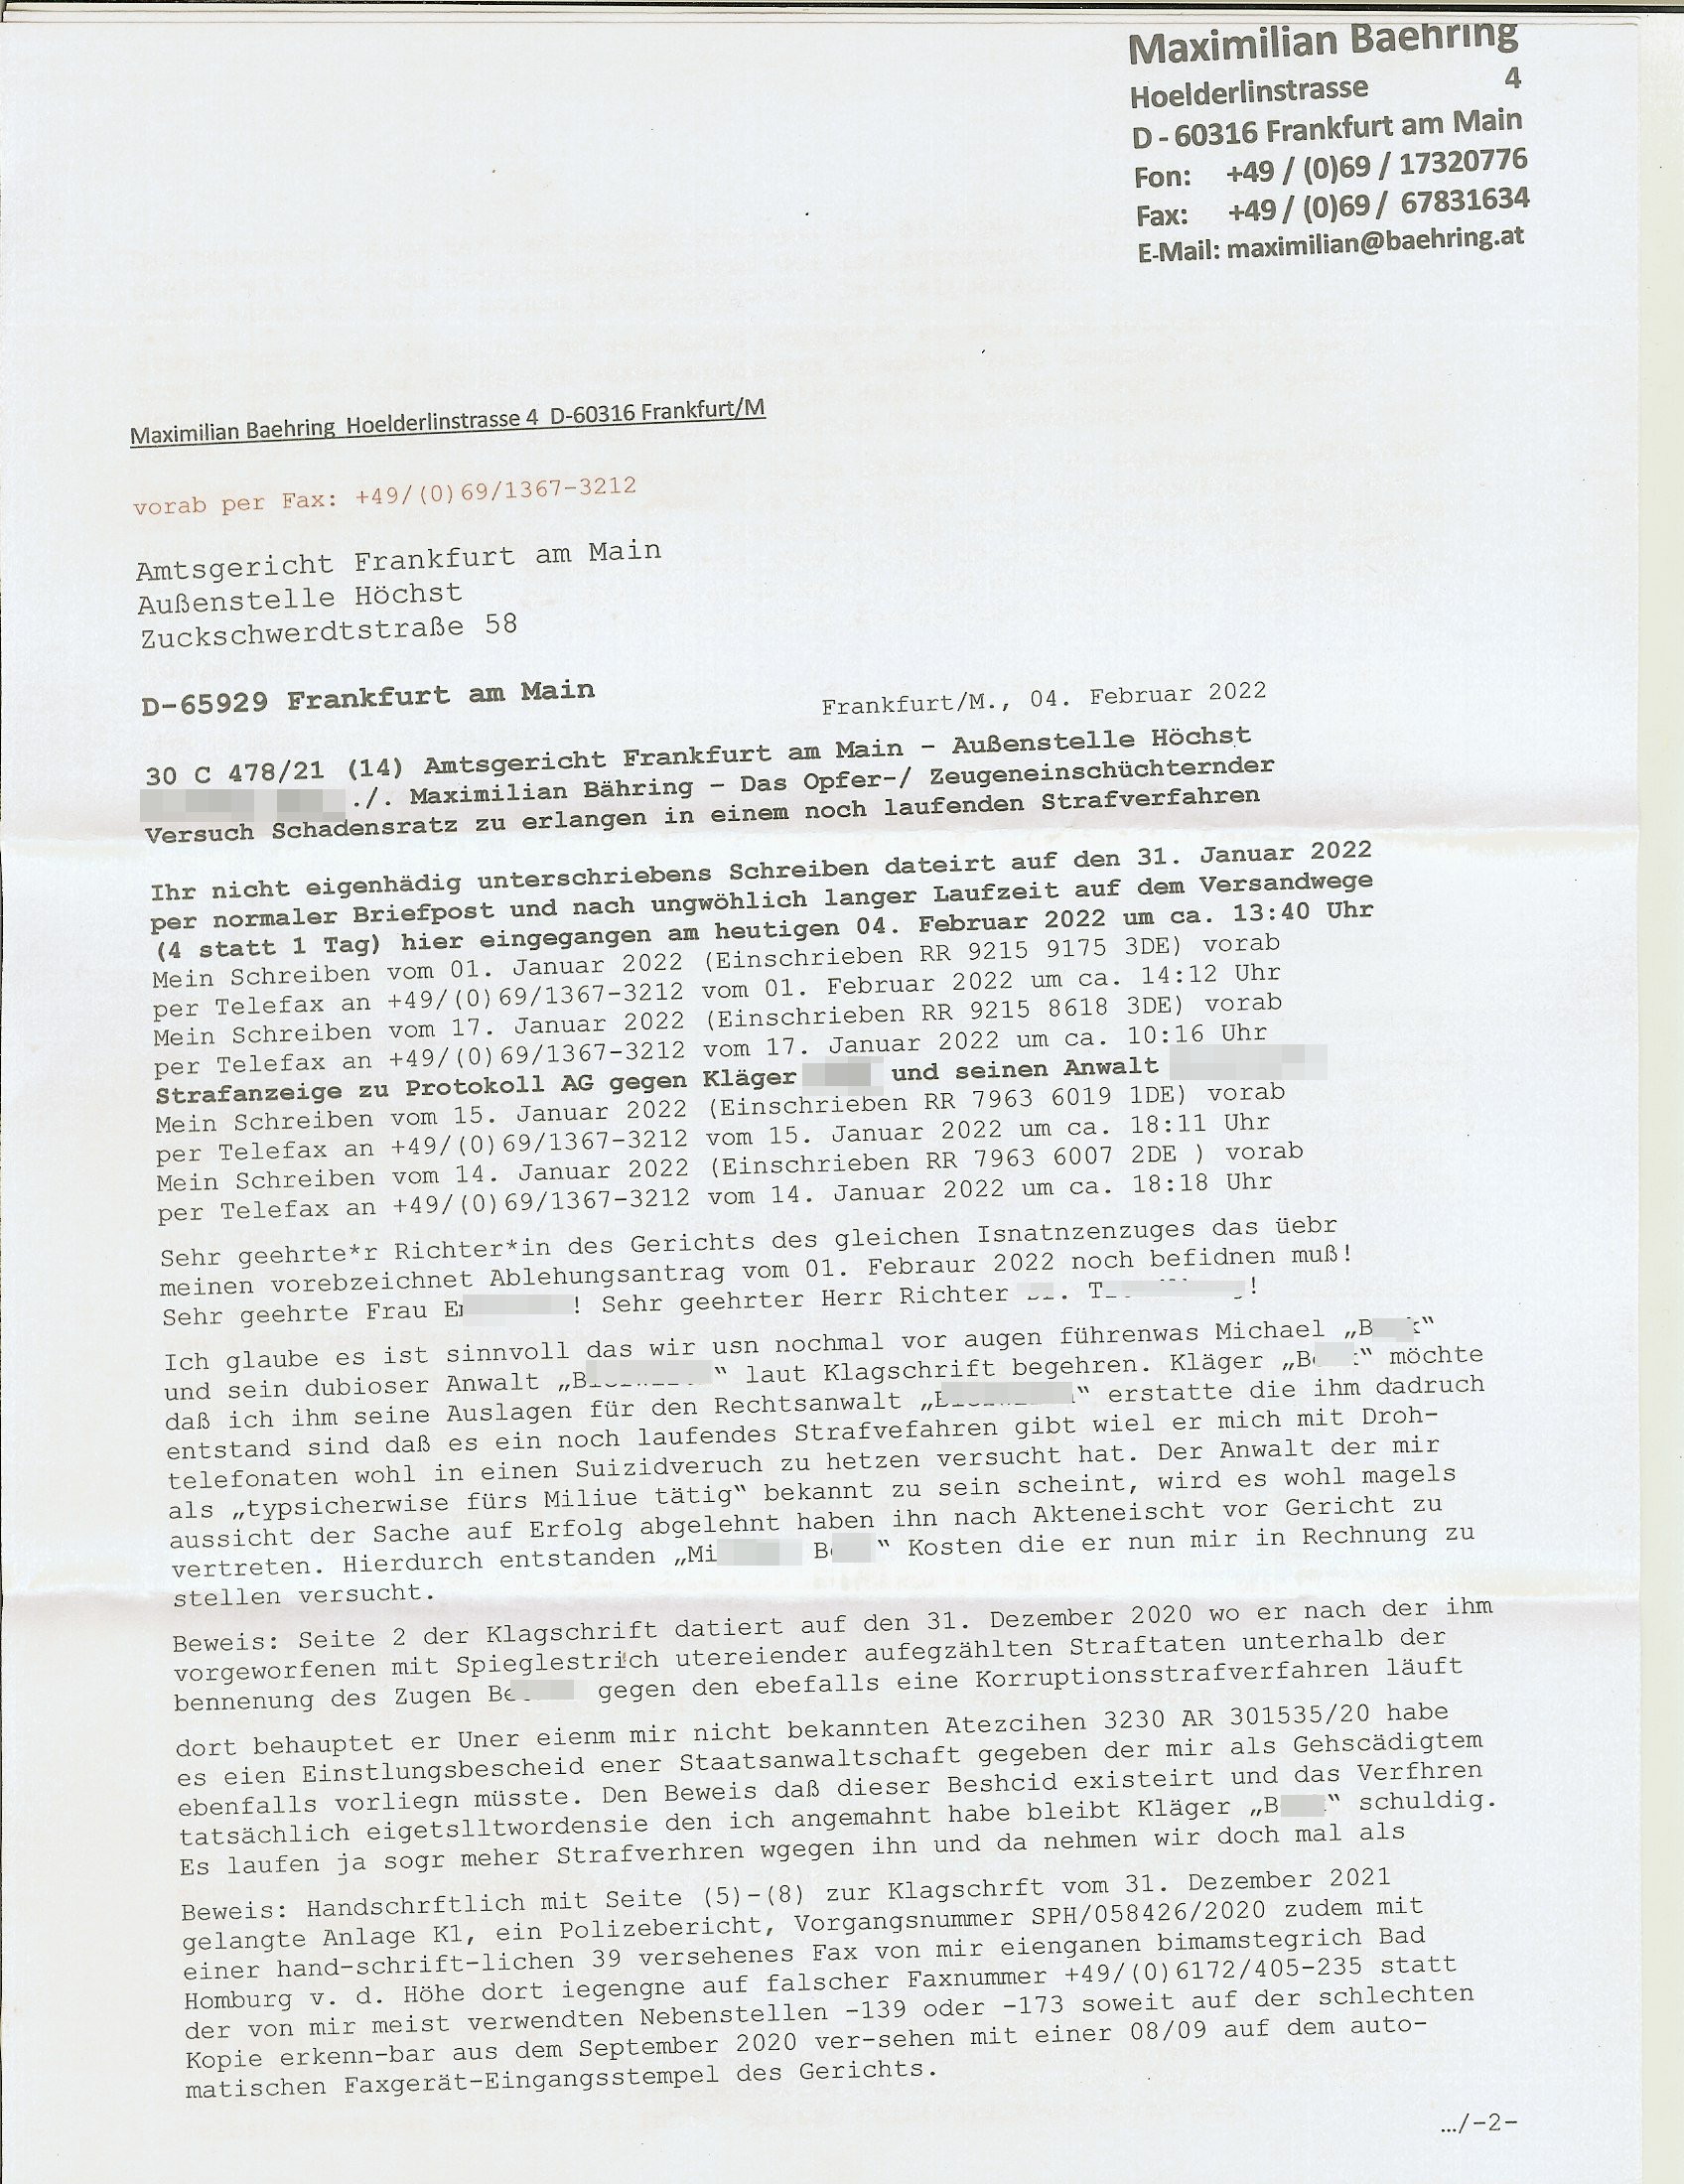 Maximilian Baehring
Hoelderlinstrasse 4
D - 60316 Frankfurt am Main
Fon: +49 / (0)69 / 17320776
Fax: +49 / (0)69 / 67831634
E-Mail: maximilian@baehring.at
Maximilian Baehring Hoelderlinstrasse 4 D-60316 Frankfurt/M
vorab per Fax: +49/(0)69/1367-3212
Amtsgericht Frankfurt am Main
Außenstelle Höchst
Zuckschwerdtstraße 58
D-65929 Frankfurt am Main
Frankfurt/M., 04. Februar 2022
30 C 478/21 (14) Amtsgericht Frankfurt am Main – Außenstelle Höchst
./. Maximilian Bähring – Das Opfer-/ Zeugeneinschüchternder
Versuch Schadensratz zu erlangen in einem noch laufenden Strafverfahren
Ihr nicht eigenhädig unterschriebens Schreiben dateirt auf den 31. Januar 2022
per normaler Briefpost und nach ungwöhlich langer Laufzeit auf dem Versandwege
(4 statt 1 Tag) hier eingegangen am heutigen 04. Februar 2022 um ca. 13:40 Uhr
Mein Schreiben vom 01. Januar 2022 (Einschrieben RR 9215 9175 3DE) vorab
per Telefax an +49/(0)69/1367-3212 vom 01. Februar 2022 um ca. 14:12 Uhr
Mein Schreiben vom 17. Januar 2022 (Einschrieben RR 9215 8618 3DE) vorab
per Telefax an +49/(0)69/1367-3212 vom 17. Januar 2022 um ca. 10:16 Uhr
Strafanzeige zu Protokoll AG gegen Kläger und seinen Anwalt
Mein Schreiben vom 15. Januar 2022 (Einschrieben RR 7963 6019 1DE) vorab
per Telefax an +49/(0)69/1367-3212 vom 15. Januar 2022 um ca. 18:11 Uhr
Mein Schreiben vom 14. Januar 2022 (Einschrieben RR 7963 6007 2DE ) vorab
per Telefax an +49/(0)69/1367-3212 vom 14. Januar 2022 um ca. 18:18 Uhr
Sehr geehrte*r Richter*in des Gerichts des gleichen Isnatnzenzuges das üebr
meinen vorebzeichnet Ablehungsantrag vom 01. Febraur 2022 noch befidnen muß!
Sehr geehrte Frau ! Sehr geehrter Herr Richter !
Ich glaube es ist sinnvoll das wir usn nochmal vor augen führenwas Michael „B k“
und sein dubioser Anwalt „B “ laut Klagschrift begehren. Kläger „B “ möchte
daß ich ihm seine Auslagen für den Rechtsanwalt „B “ erstatte die ihm dadruch
entstand sind daß es ein noch laufendes Strafvefahren gibt wiel er mich mit Droh-
telefonaten wohl in einen Suizidveruch zu hetzen versucht hat. Der Anwalt der mir
als „typsicherwise fürs Miliue tätig“ bekannt zu sein scheint, wird es wohl magels
aussicht der Sache auf Erfolg abgelehnt haben ihn nach Akteneischt vor Gericht zu
vertreten. Hierdurch entstanden „Mi B “ Kosten die er nun mir in Rechnung zu
stellen versucht.
Beweis: Seite 2 der Klagschrift datiert auf den 31. Dezember 2020 wo er nach der ihm
vorgeworfenen mit Spieglestrich utereiender aufegzählten Straftaten unterhalb der
bennenung des Zugen Be gegen den ebefalls eine Korruptionsstrafverfahren läuft
dort behauptet er Uner eienm mir nicht bekannten Atezcihen 3230 AR 301535/20 habe
es eien Einstlungsbescheid ener Staatsanwaltschaft gegeben der mir als Gehscädigtem
ebenfalls vorliegn müsste. Den Beweis daß dieser Beshcid existeirt und das Verfhren
tatsächlich eigetslltwordensie den ich angemahnt habe bleibt Kläger „B “ schuldig.
Es laufen ja sogr meher Strafverhren wgegen ihn und da nehmen wir doch mal als
Beweis: Handschrftlich mit Seite (5)-(8) zur Klagschrft vom 31. Dezember 2021
gelangte Anlage K1, ein Polizebericht, Vorgangsnummer SPH/058426/2020 zudem mit
einer hand-schrift-lichen 39 versehenes Fax von mir eienganen bimamstegrich Bad
Homburg v. d. Höhe dort iegengne auf falscher Faxnummer +49/(0)6172/405-235 statt
der von mir meist verwendten Nebenstellen -139 oder -173 soweit auf der schlechten
Kopie erkenn-bar aus dem September 2020 ver-sehen mit einer 08/09 auf dem auto-
matischen Faxgerät-Eingangsstempel des Gerichts.
…/-2-